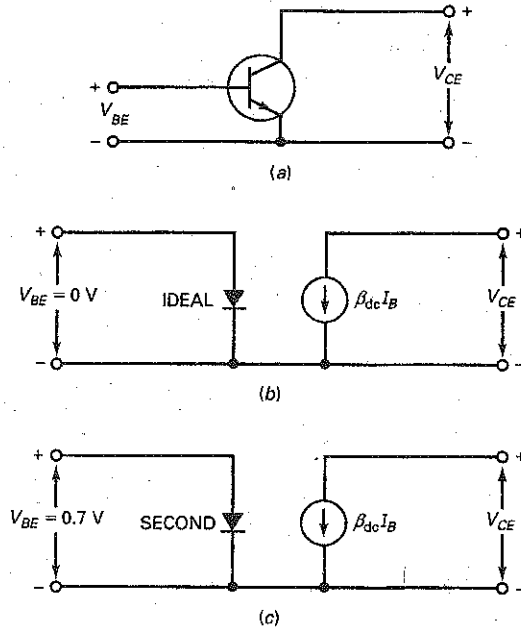 +
+
V_BE
V_CE
−
−
(a)
+
+
V_BE = 0 V
IDEAL
β_dc I_B
V_CE
−
−
(b)
+
+
V_BE = 0.7 V
SECOND
β_dc I_B
V_CE
−
−
(c)